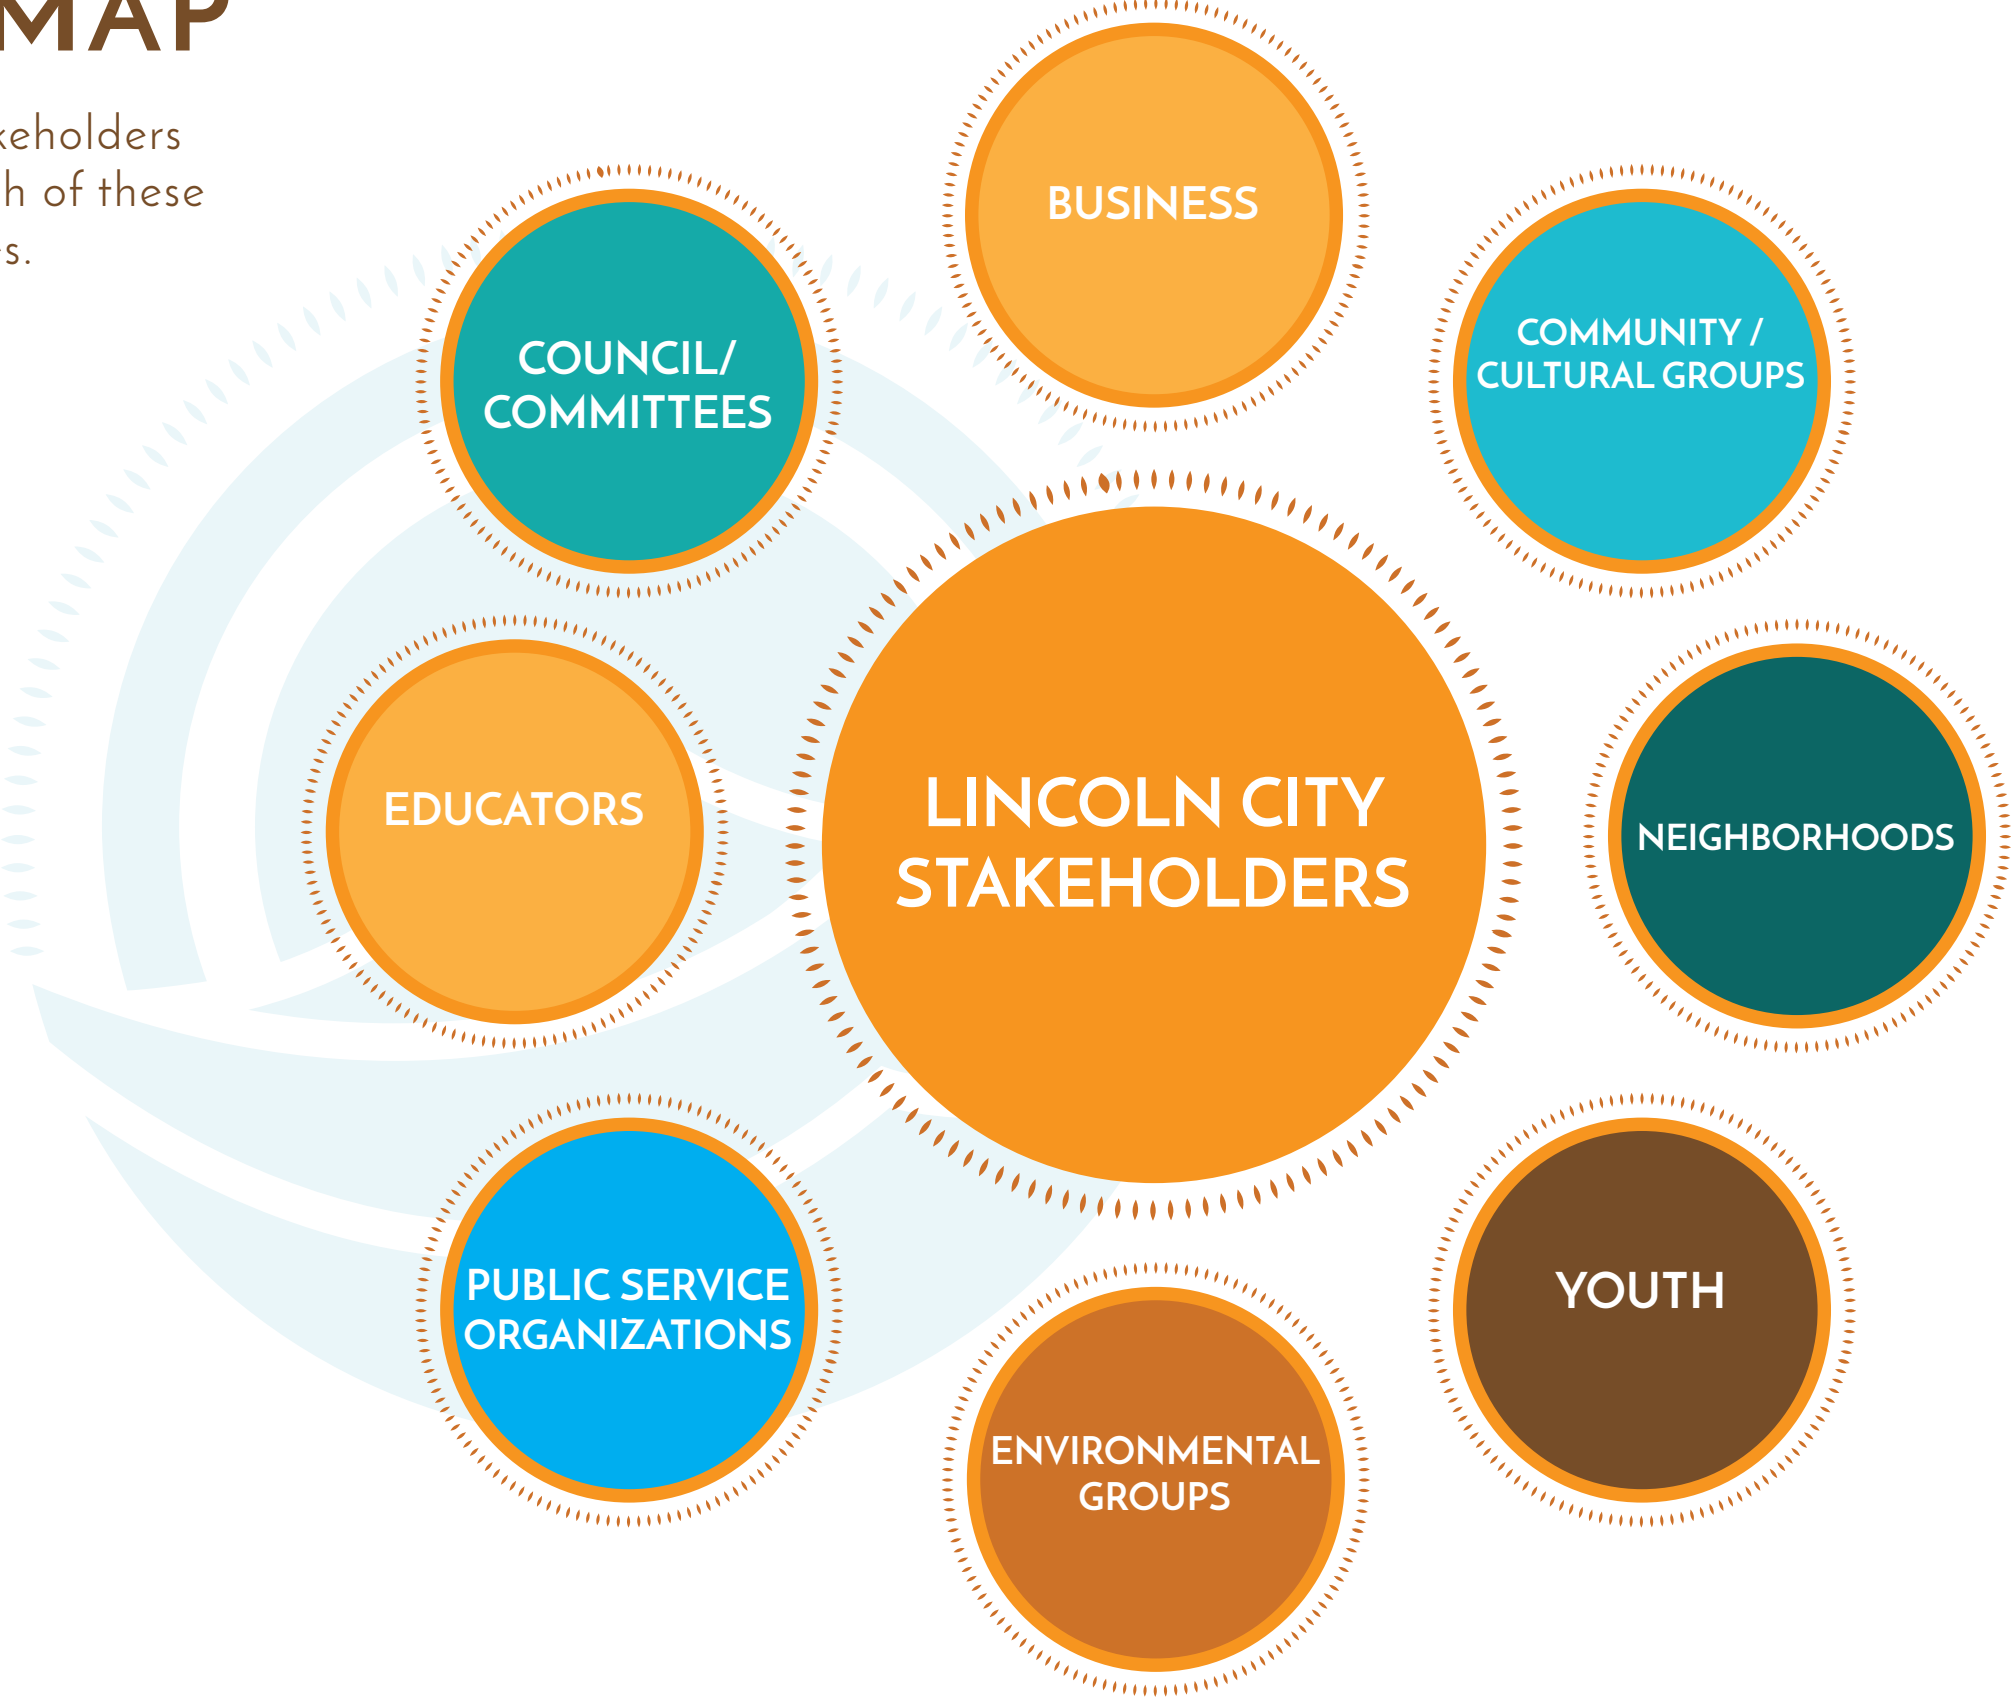 MAP
of these
BUSINESS
COMMUNITY /
CULTURAL GROUPS
COUNCIL/
COMMITTEES
LINCOLN CITY
STAKEHOLDERS
EDUCATORS
NEIGHBORHOODS
PUBLIC SERVICE
ORGANIZATIONS
YOUTH
ENVIRONMENTAL
GROUPS